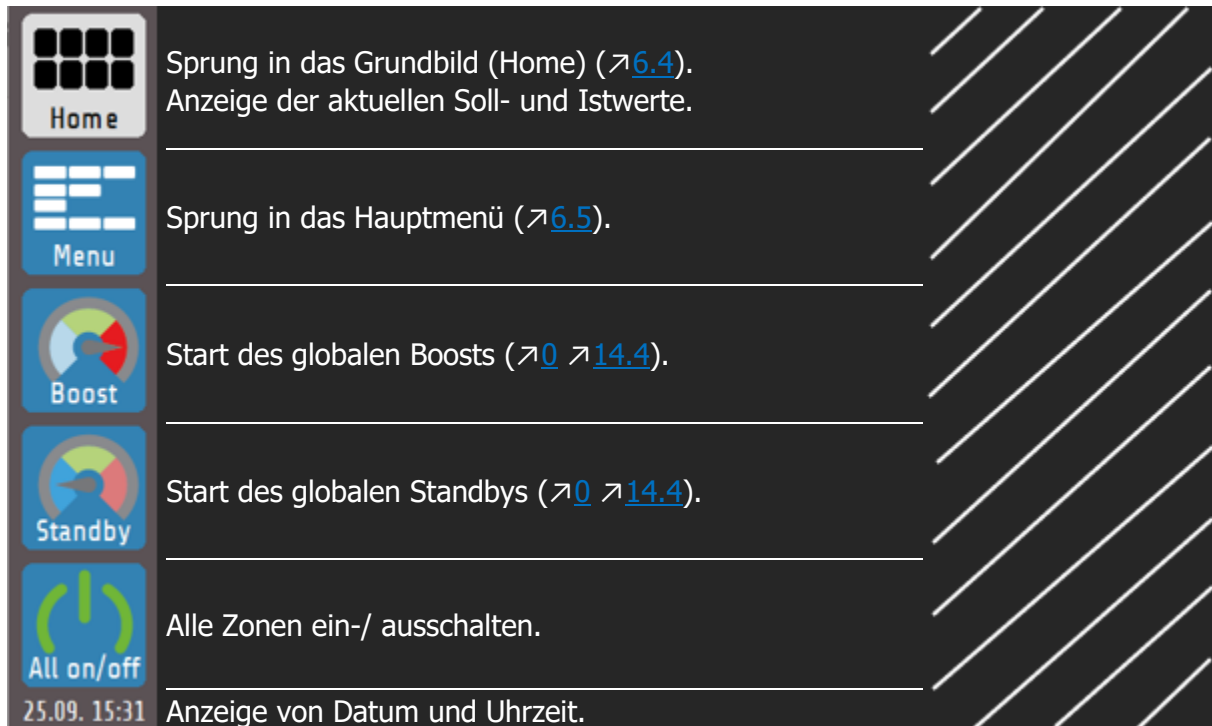 Home
Sprung in das Grundbild (Home) (↗6.4).
Anzeige der aktuellen Soll- und Istwerte.
Menu
Sprung in das Hauptmenü (↗6.5).
Boost
Start des globalen Boosts (↗0 ↗14.4).
Standby
Start des globalen Standbys (↗0 ↗14.4).
All on/off
Alle Zonen ein-/ ausschalten.
25.09. 15:31
Anzeige von Datum und Uhrzeit.